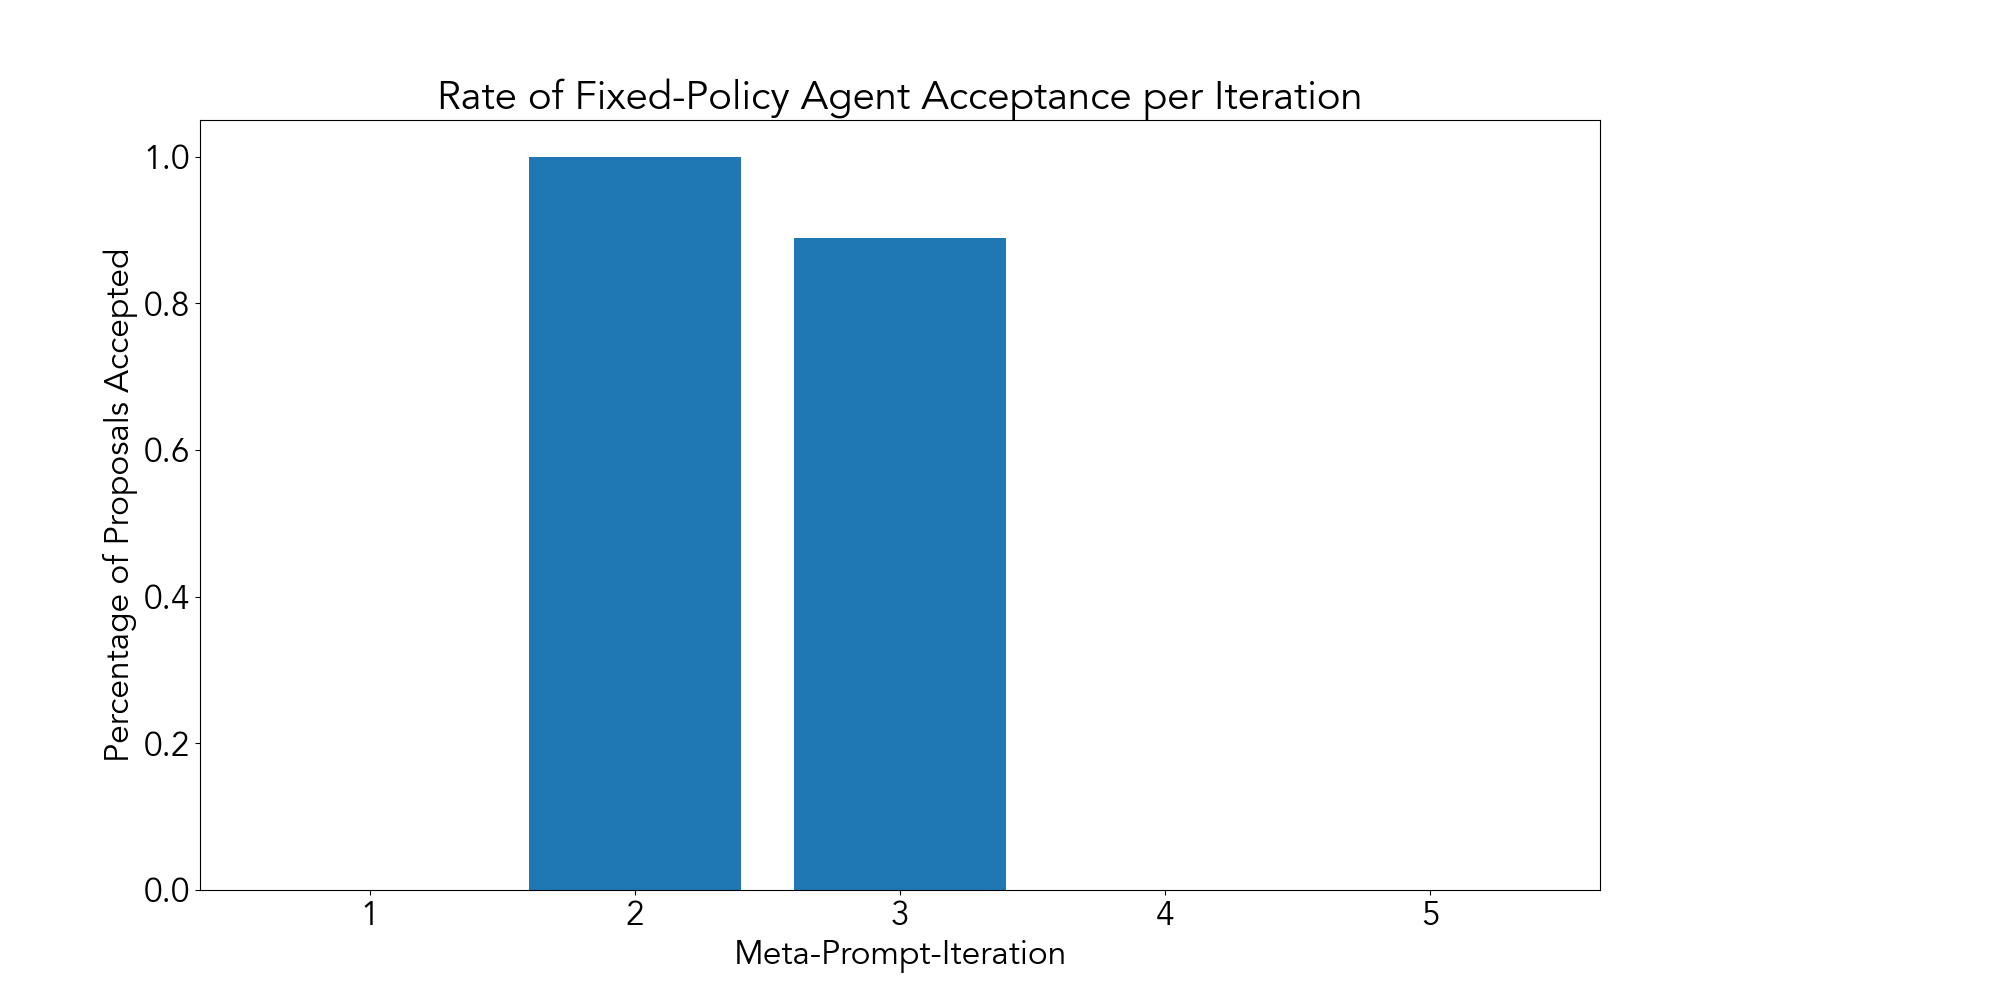 Rate of Fixed-Policy Agent Acceptance per Iteration
Percentage of Proposals Accepted
1.0
0.8
0.6
0.4
0.2
0.0
1 2 3 4 5
Meta-Prompt-Iteration